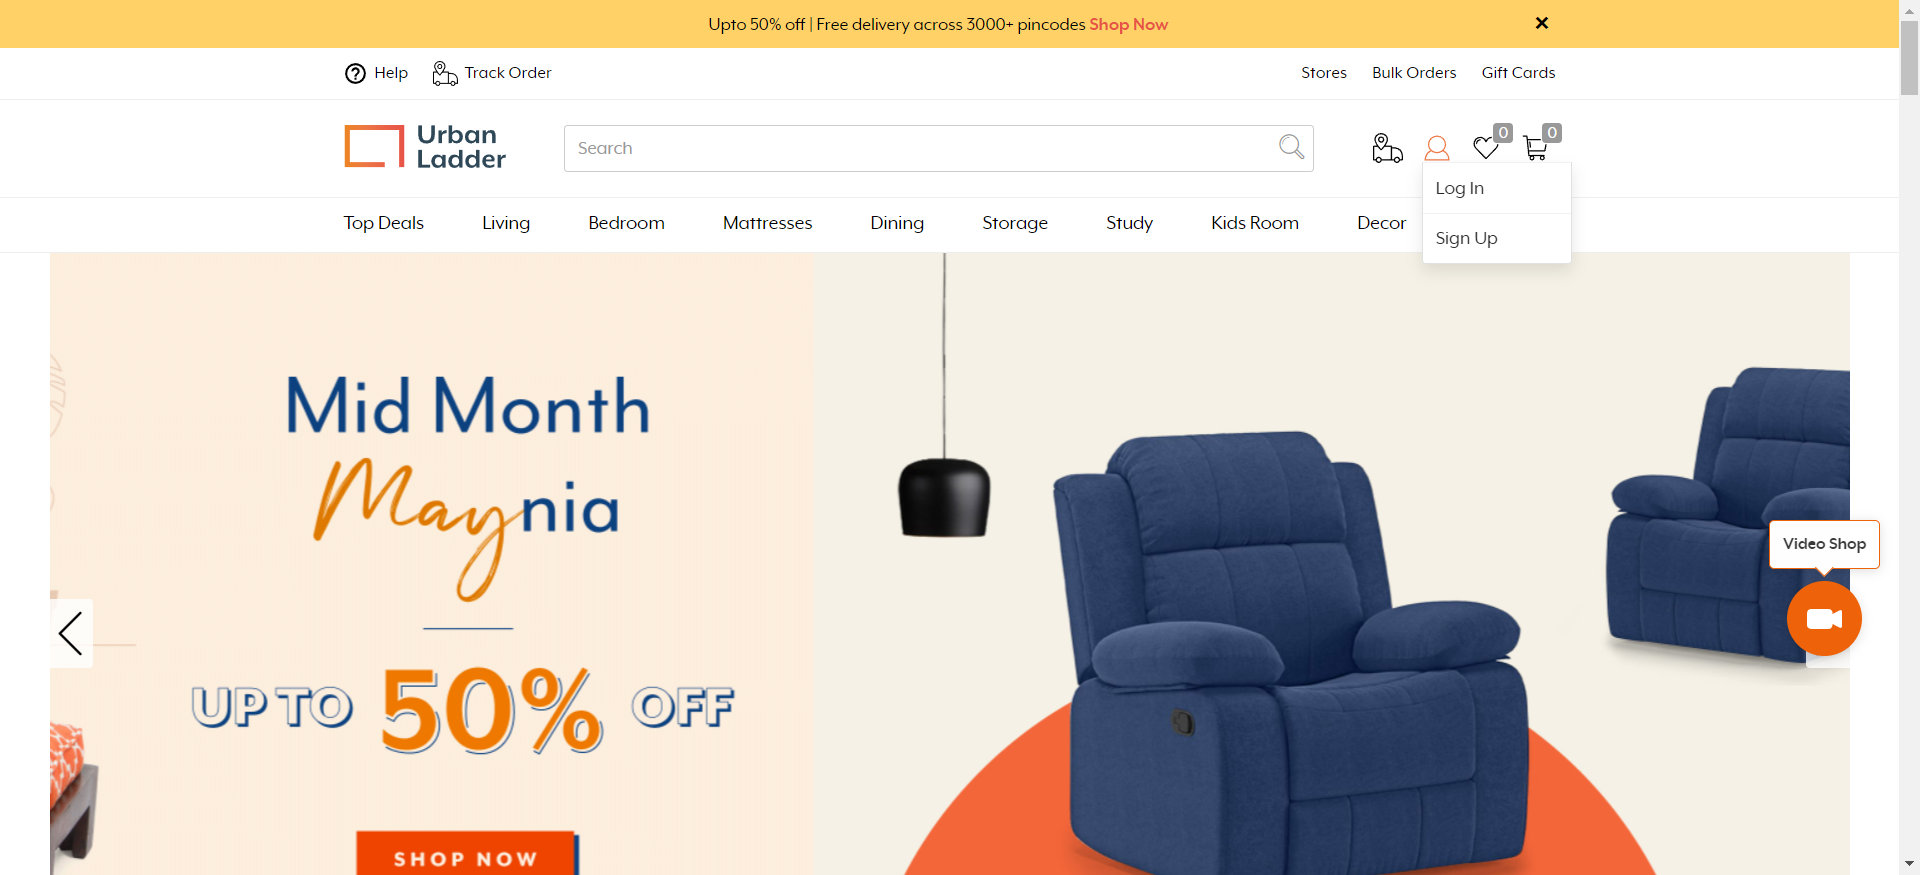 Upto 50% off | Free delivery across 3000+ pincodes Shop Now
Help Track Order Stores Bulk Orders Gift Cards
Urban
Ladder
Search
0 0
Log In
Sign Up
Top Deals Living Bedroom Mattresses Dining Storage Study Kids Room Decor
Mid Month
Maynia
UP TO 50% OFF
SHOP NOW
Video Shop